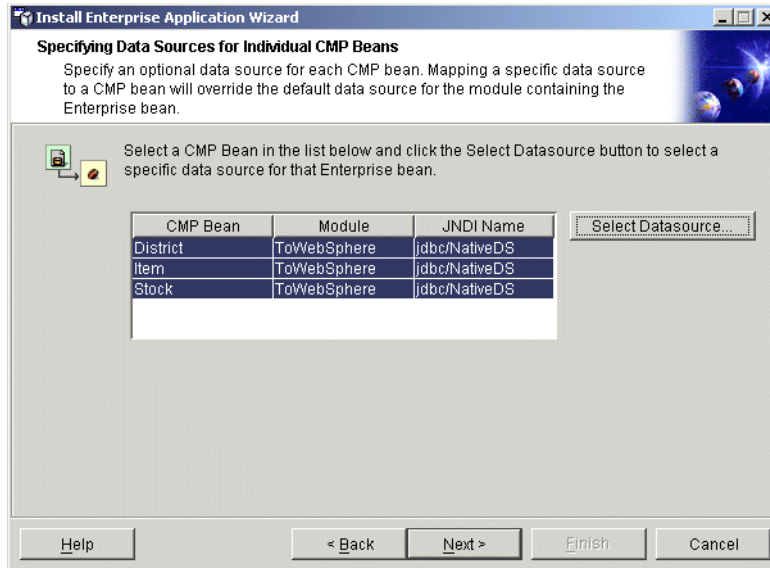 Install Enterprise Application Wizard
Specifying Data Sources for Individual CMP Beans
Specify an optional data source for each CMP bean. Mapping a specific data source
to a CMP bean will override the default data source for the module containing the
Enterprise bean.
Select a CMP Bean in the list below and click the Select Datasource button to select a
specific data source for that Enterprise bean.
CMP Bean Module JNDI Name Select Datasource...
District ToWebSphere jdbc/NativeDS
Item ToWebSphere jdbc/NativeDS
Stock ToWebSphere jdbc/NativeDS
Help < Back Next > Finish Cancel